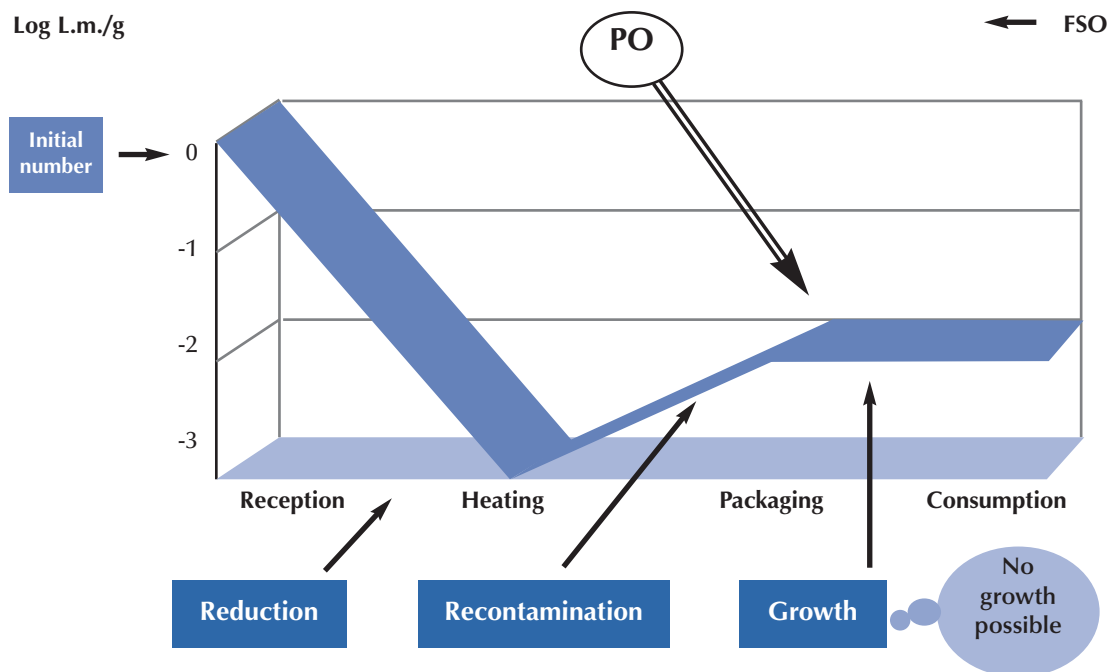 Log L.m./g
PO
FSO
Initial
number
0
-1
-2
-3
Reception
Heating
Packaging
Consumption
Reduction
Recontamination
Growth
No
growth
possible